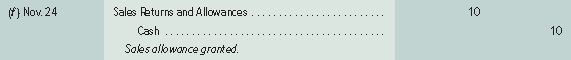 (f) Nov. 24 Sales Returns and Allowances . . . . . . . . . . . . . . . . . . . . . . . . 10
Cash . . . . . . . . . . . . . . . . . . . . . . . . . . . . . . . . . . . . . . . 10
Sales allowance granted.